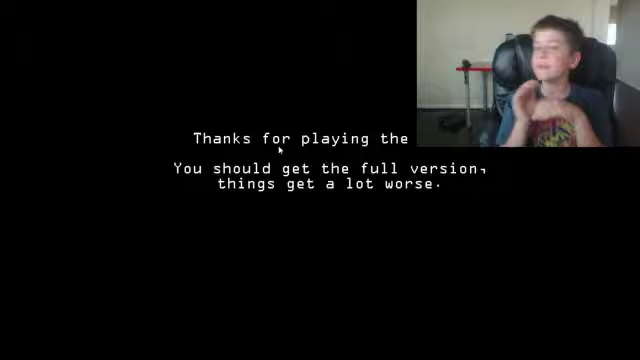 Thanks for playing the
You should get the full version,
things get a lot worse.